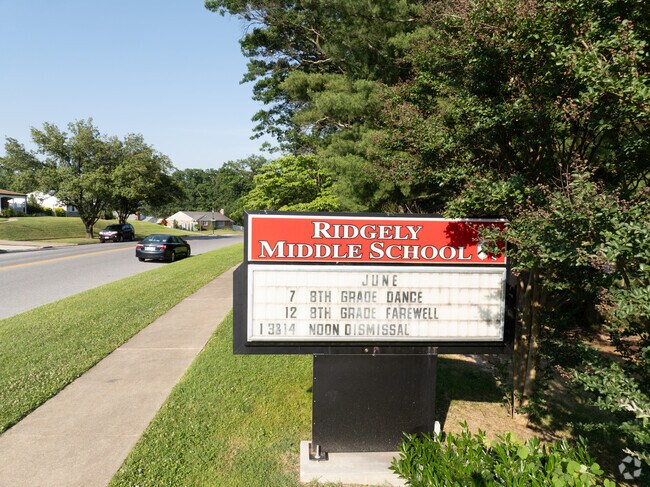 RIDGELY
MIDDLE SCHOOL
JUNE
7 8TH GRADE DANCE
12 8TH GRADE FAREWELL
13&14 NOON DISMISSAL